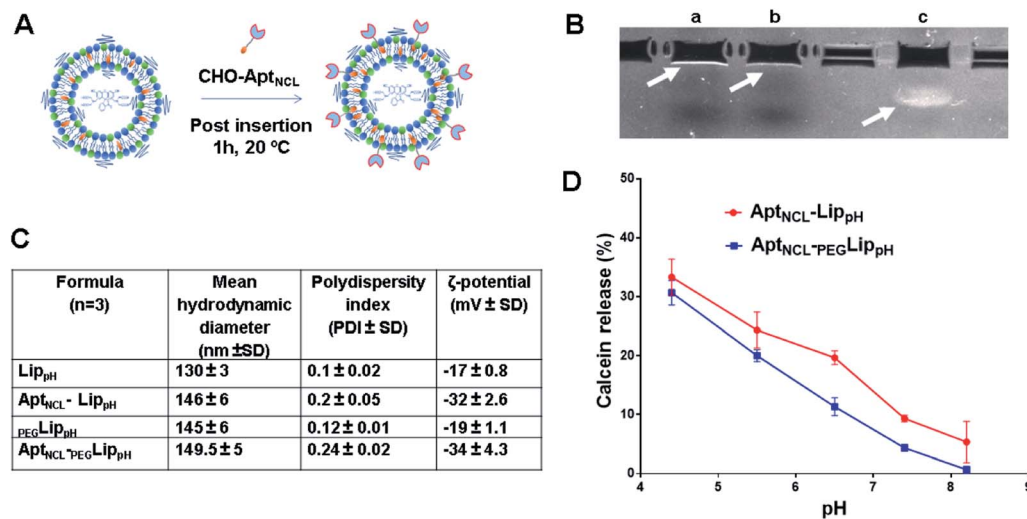 A
CHO-AptNCL
Post insertion
1h, 20 ºC
B
a b c
C
Formula
(n=3)
Mean
hydrodynamic
diameter
(nm ±SD)
Polydispersity
index
(PDI ± SD)
ζ-potential
(mV ± SD)
LippH 130 ± 3 0.1 ± 0.02 -17 ± 0.8
AptNCL- LippH 146 ± 6 0.2 ± 0.05 -32 ± 2.6
PEGLippH 145 ± 6 0.12 ± 0.01 -19 ± 1.1
AptNCL-PEGLippH 149.5 ± 5 0.24 ± 0.02 -34 ± 4.3
D
AptNCL-LippH
AptNCL-PEGLippH
Calcein release (%)
50
40
30
20
10
0
4 5 6 7 8 9
pH